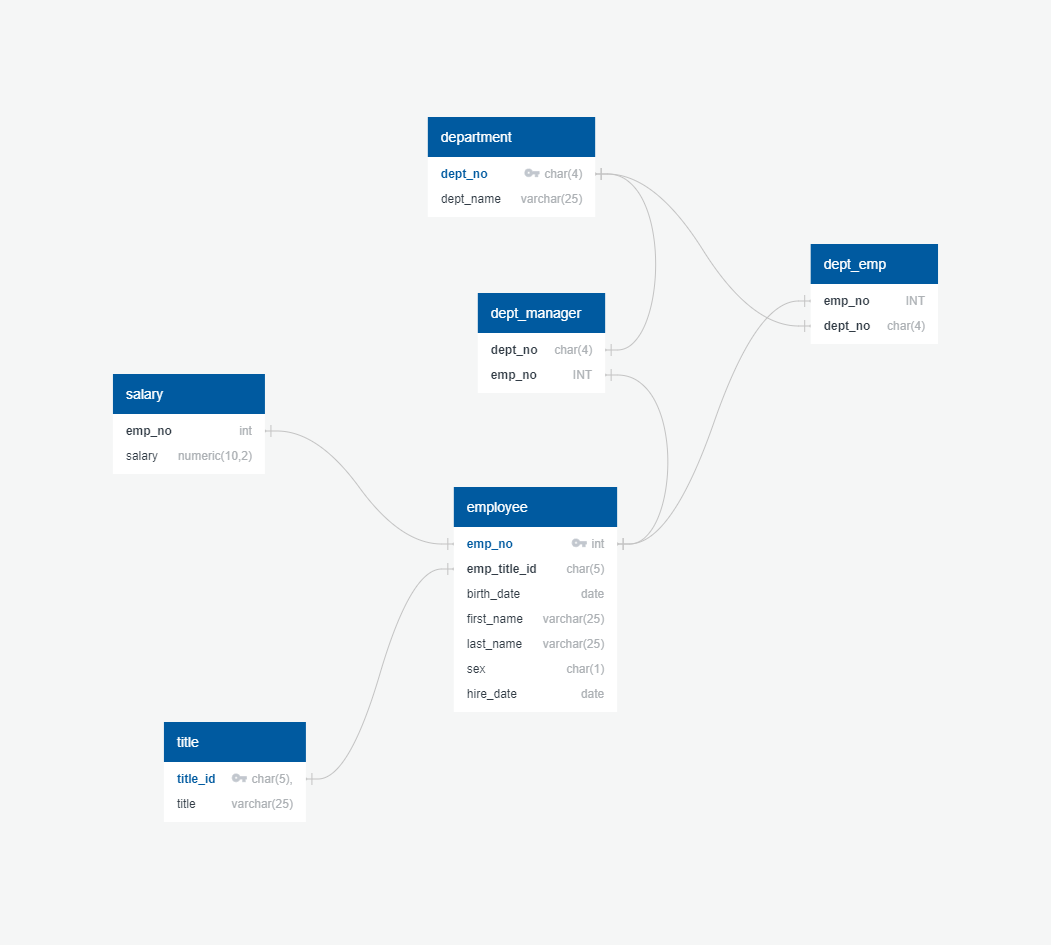 department
dept_no char(4)
dept_name varchar(25)
dept_emp
emp_no INT
dept_no char(4)
dept_manager
dept_no char(4)
emp_no INT
salary
emp_no int
salary numeric(10,2)
employee
emp_no int
emp_title_id char(5)
birth_date date
first_name varchar(25)
last_name varchar(25)
sex char(1)
hire_date date
title
title_id char(5),
title varchar(25)